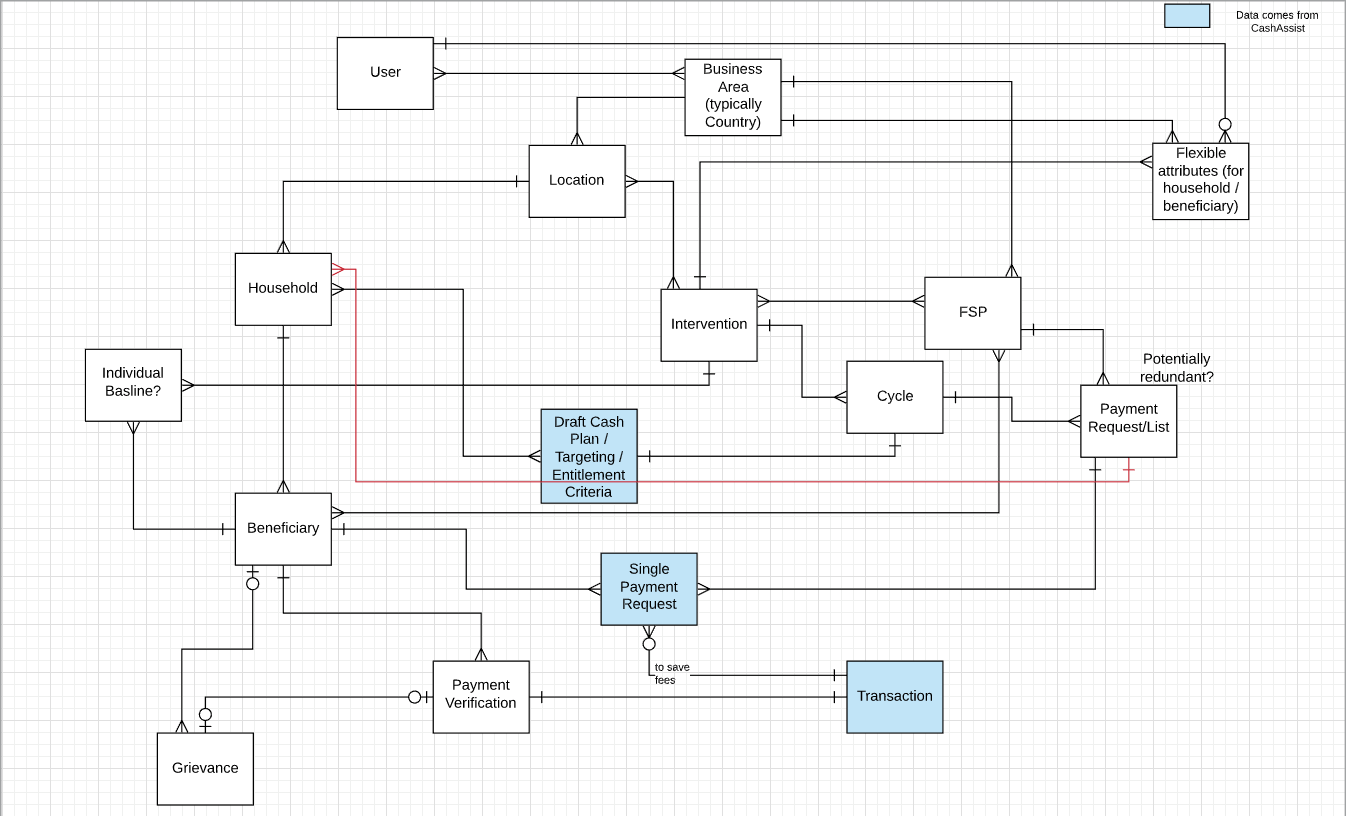 Data comes from
CashAssist
User
Business
Area
(typically
Country)
Flexible
attributes (for
household /
beneficiary)
Location
Household
Intervention
FSP
Potentially
redundant?
Individual
Basline?
Cycle
Payment
Request/List
Draft Cash
Plan /
Targeting /
Entitlement
Criteria
Beneficiary
Single
Payment
Request
to save
fees
Payment
Verification
Transaction
Grievance